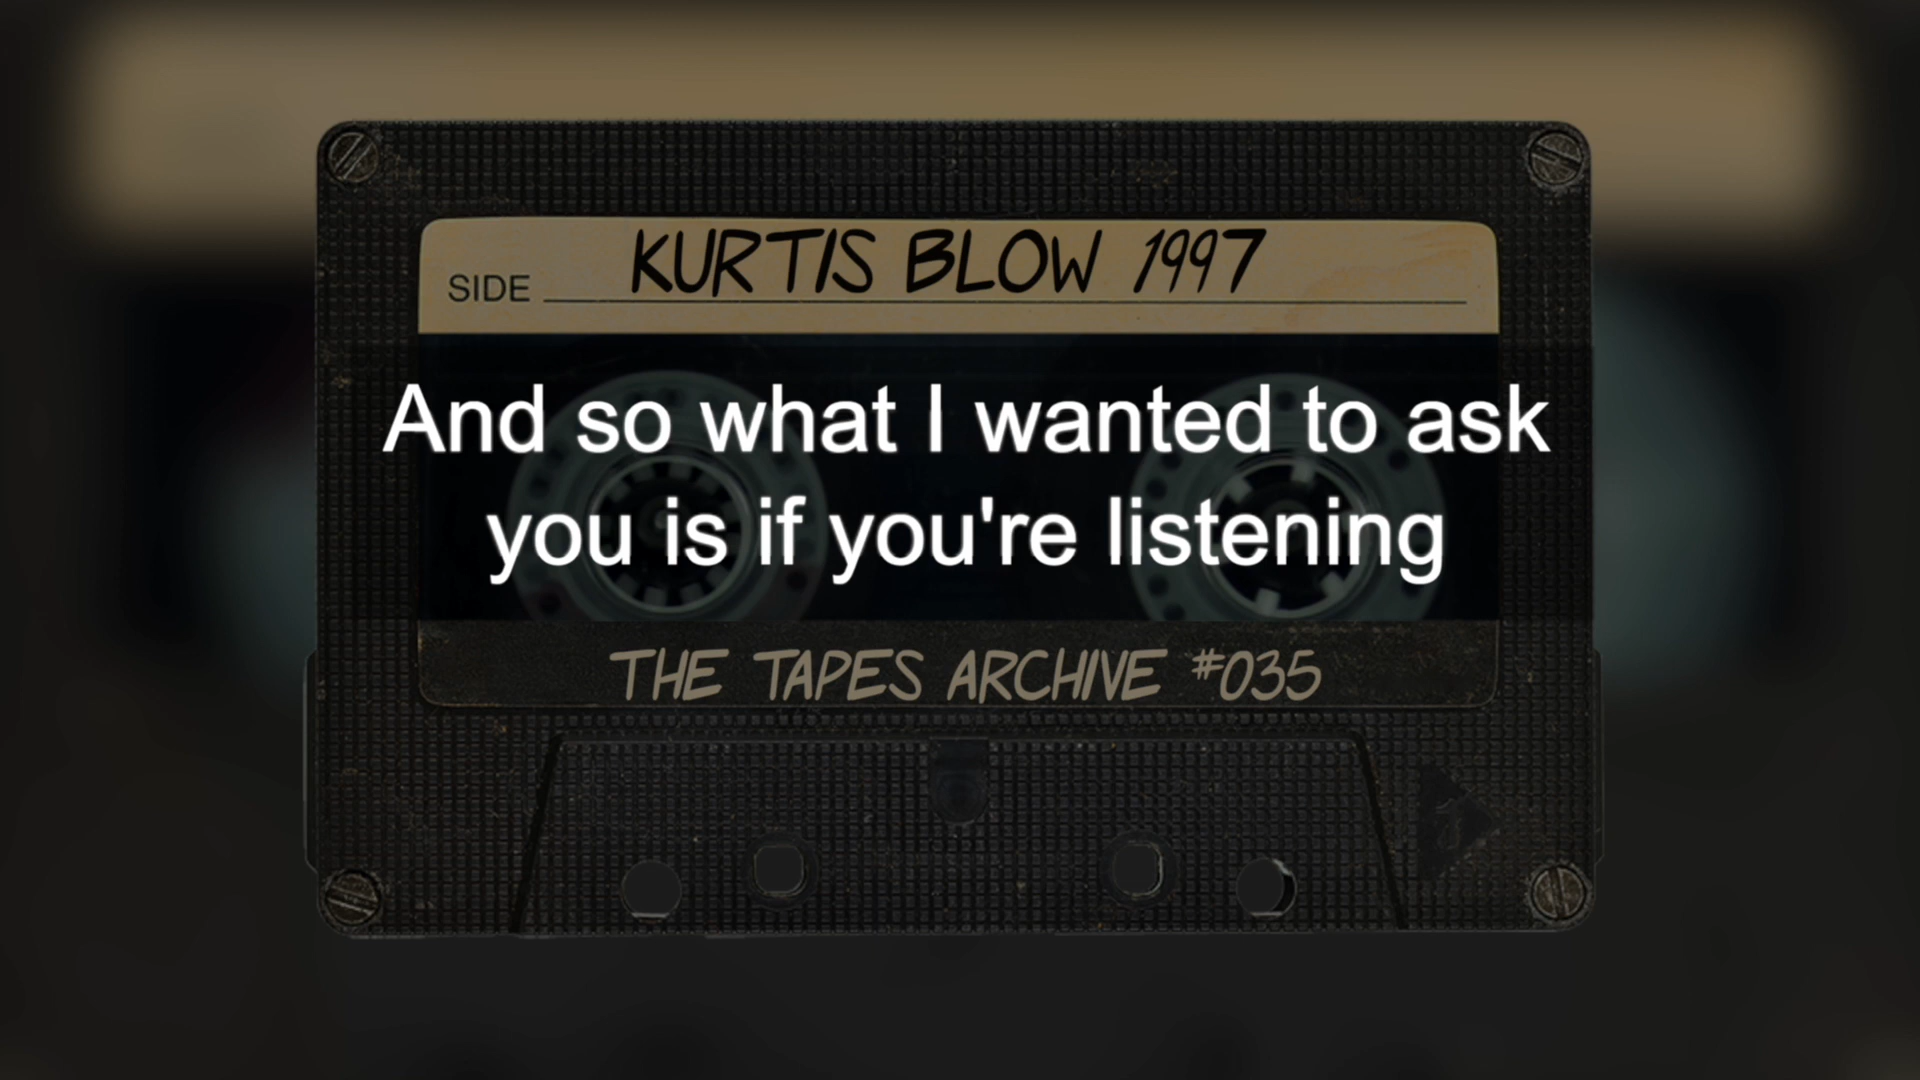 KURTIS BLOW 1997
SIDE
And so what I wanted to ask
you is if you're listening
THE TAPES ARCHIVE #035